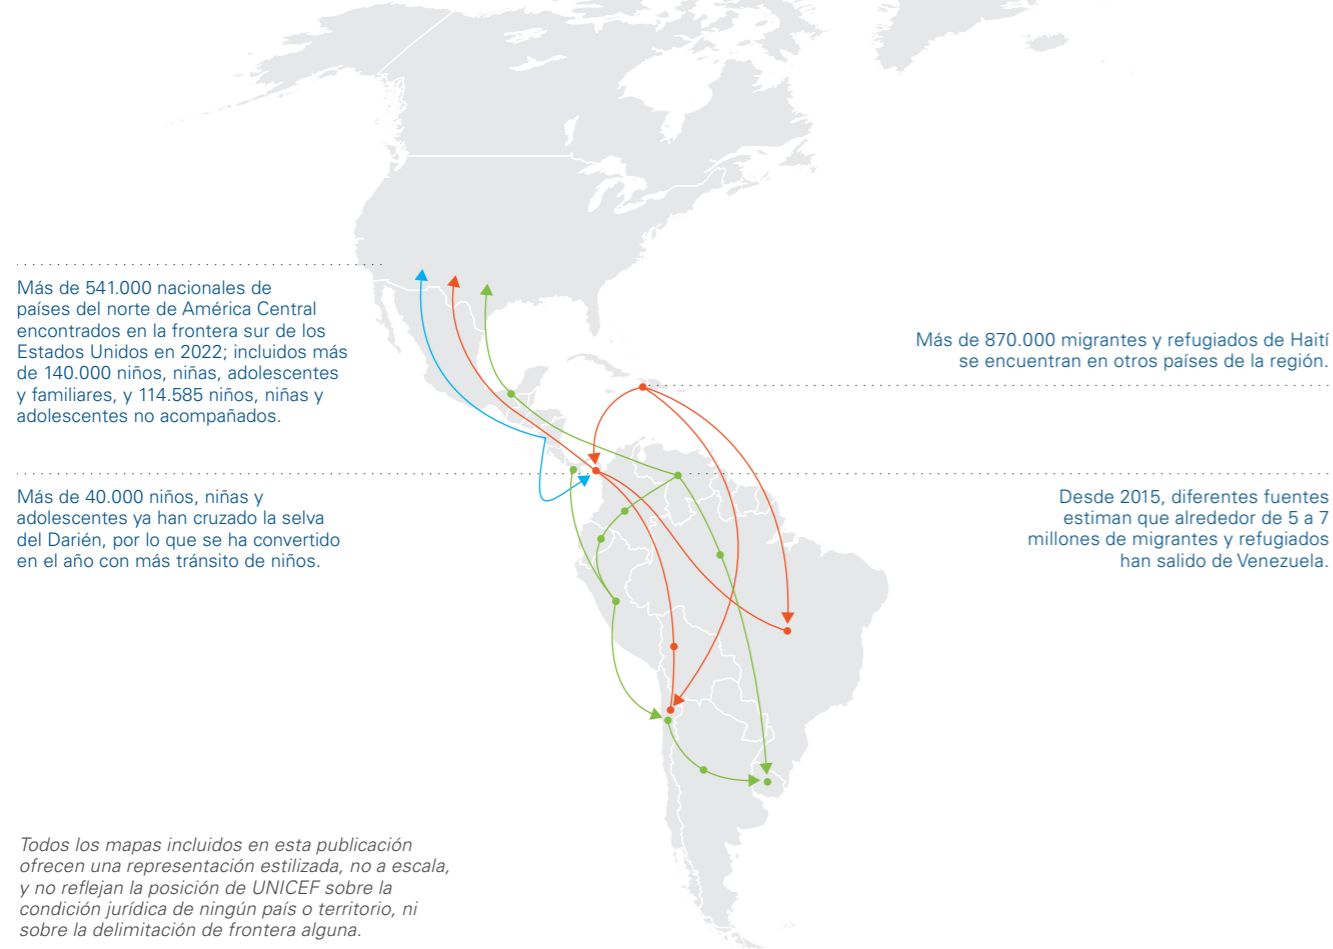 Más de 541.000 nacionales de
países del norte de América Central
encontrados en la frontera sur de los
Estados Unidos en 2022; incluidos más
de 140.000 niños, niñas, adolescentes
y familiares, y 114.585 niños, niñas y
adolescentes no acompañados.
Más de 870.000 migrantes y refugiados de Haití
se encuentran en otros países de la región.
Más de 40.000 niños, niñas y
adolescentes ya han cruzado la selva
del Darién, por lo que se ha convertido
en el año con más tránsito de niños.
Desde 2015, diferentes fuentes
estiman que alrededor de 5 a 7
millones de migrantes y refugiados
han salido de Venezuela.
Todos los mapas incluidos en esta publicación
ofrecen una representación estilizada, no a escala,
y no reflejan la posición de UNICEF sobre la
condición jurídica de ningún país o territorio, ni
sobre la delimitación de frontera alguna.